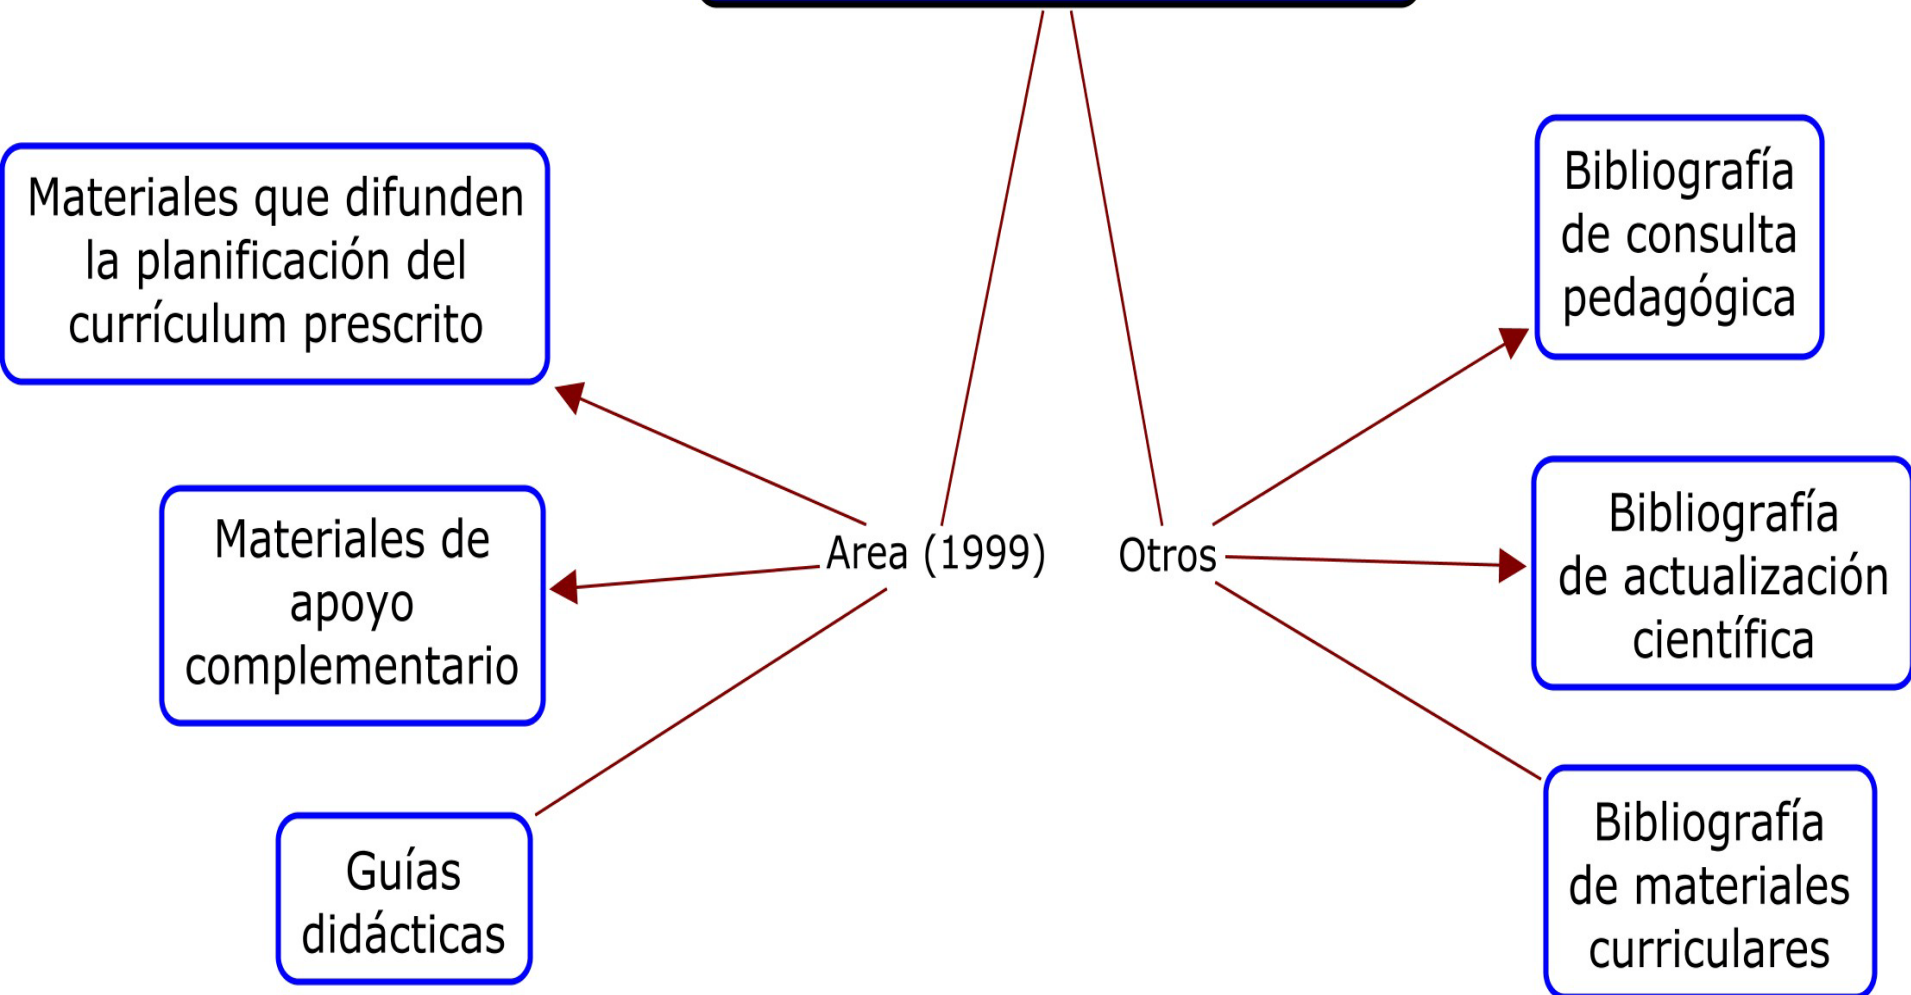 Materiales que difunden
la planificación del
currículum prescrito
Materiales de
apoyo
complementario
Guías
didácticas
Area (1999)
Otros
Bibliografía
de consulta
pedagógica
Bibliografía
de actualización
científica
Bibliografía
de materiales
curriculares